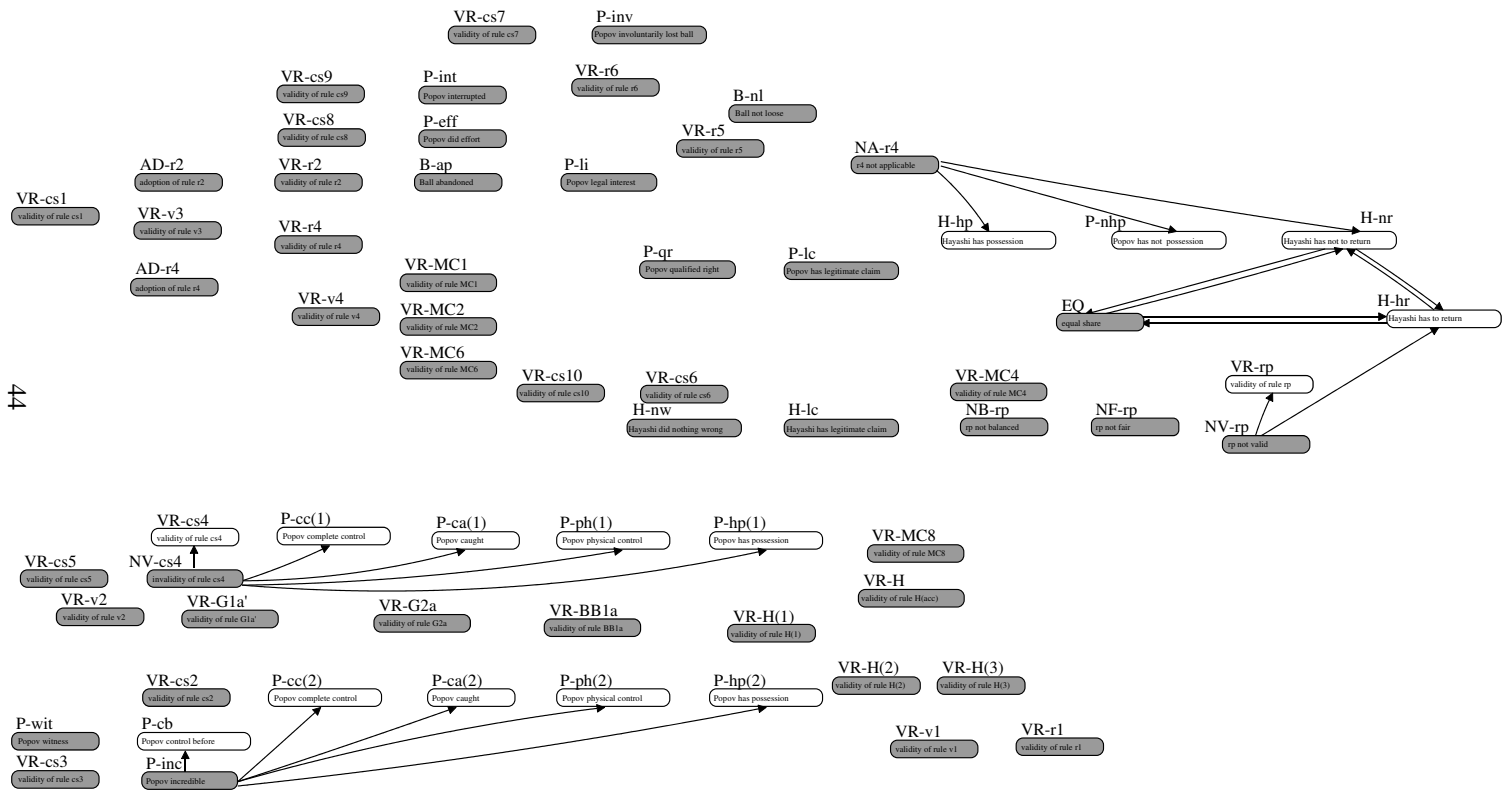 VR-cs7
validity of rule cs7
P-inv
Popov involuntarily lost ball
VR-cs9
validity of rule cs9
P-int
Popov interrupted
VR-r6
validity of rule r6
B-nl
Ball not loose
VR-cs8
validity of rule cs8
P-eff
Popov did effort
VR-r5
validity of rule r5
NA-r4
r4 not applicable
AD-r2
adoption of rule r2
VR-r2
validity of rule r2
B-ap
Ball abandoned
P-li
Popov legal interest
VR-cs1
validity of rule cs1
VR-v3
validity of rule v3
VR-r4
validity of rule r4
H-hp
Hayashi has possession
P-nhp
Popov has not possession
H-nr
Hayashi has not to return
AD-r4
adoption of rule r4
VR-MC1
validity of rule MC1
P-qr
Popov qualified right
P-lc
Popov has legitimate claim
VR-v4
validity of rule v4
VR-MC2
validity of rule MC2
EQ
equal share
H-hr
Hayashi has to return
VR-MC6
validity of rule MC6
VR-cs10
validity of rule cs10
VR-cs6
validity of rule cs6
VR-MC4
validity of rule MC4
VR-rp
validity of rule rp
44
H-nw
Hayashi did nothing wrong
H-lc
Hayashi has legitimate claim
NB-rp
rp not balanced
NF-rp
rp not fair
NV-rp
rp not valid
VR-cs4
validity of rule cs4
P-cc(1)
Popov complete control
P-ca(1)
Popov caught
P-ph(1)
Popov physical control
P-hp(1)
Popov has possession
VR-MC8
validity of rule MC8
VR-cs5
validity of rule cs5
NV-cs4
invalidity of rule cs4
VR-H
validity of rule H(acc)
VR-v2
validity of rule v2
VR-G1a'
validity of rule G1a'
VR-G2a
validity of rule G2a
VR-BB1a
validity of rule BB1a
VR-H(1)
validity of rule H(1)
VR-cs2
validity of rule cs2
P-cc(2)
Popov complete control
P-ca(2)
Popov caught
P-ph(2)
Popov physical control
P-hp(2)
Popov has possession
VR-H(2)
validity of rule H(2)
VR-H(3)
validity of rule H(3)
P-wit
Popov witness
P-cb
Popov control before
VR-v1
validity of rule v1
VR-r1
validity of rule r1
VR-cs3
validity of rule cs3
P-inc
Popov incredible